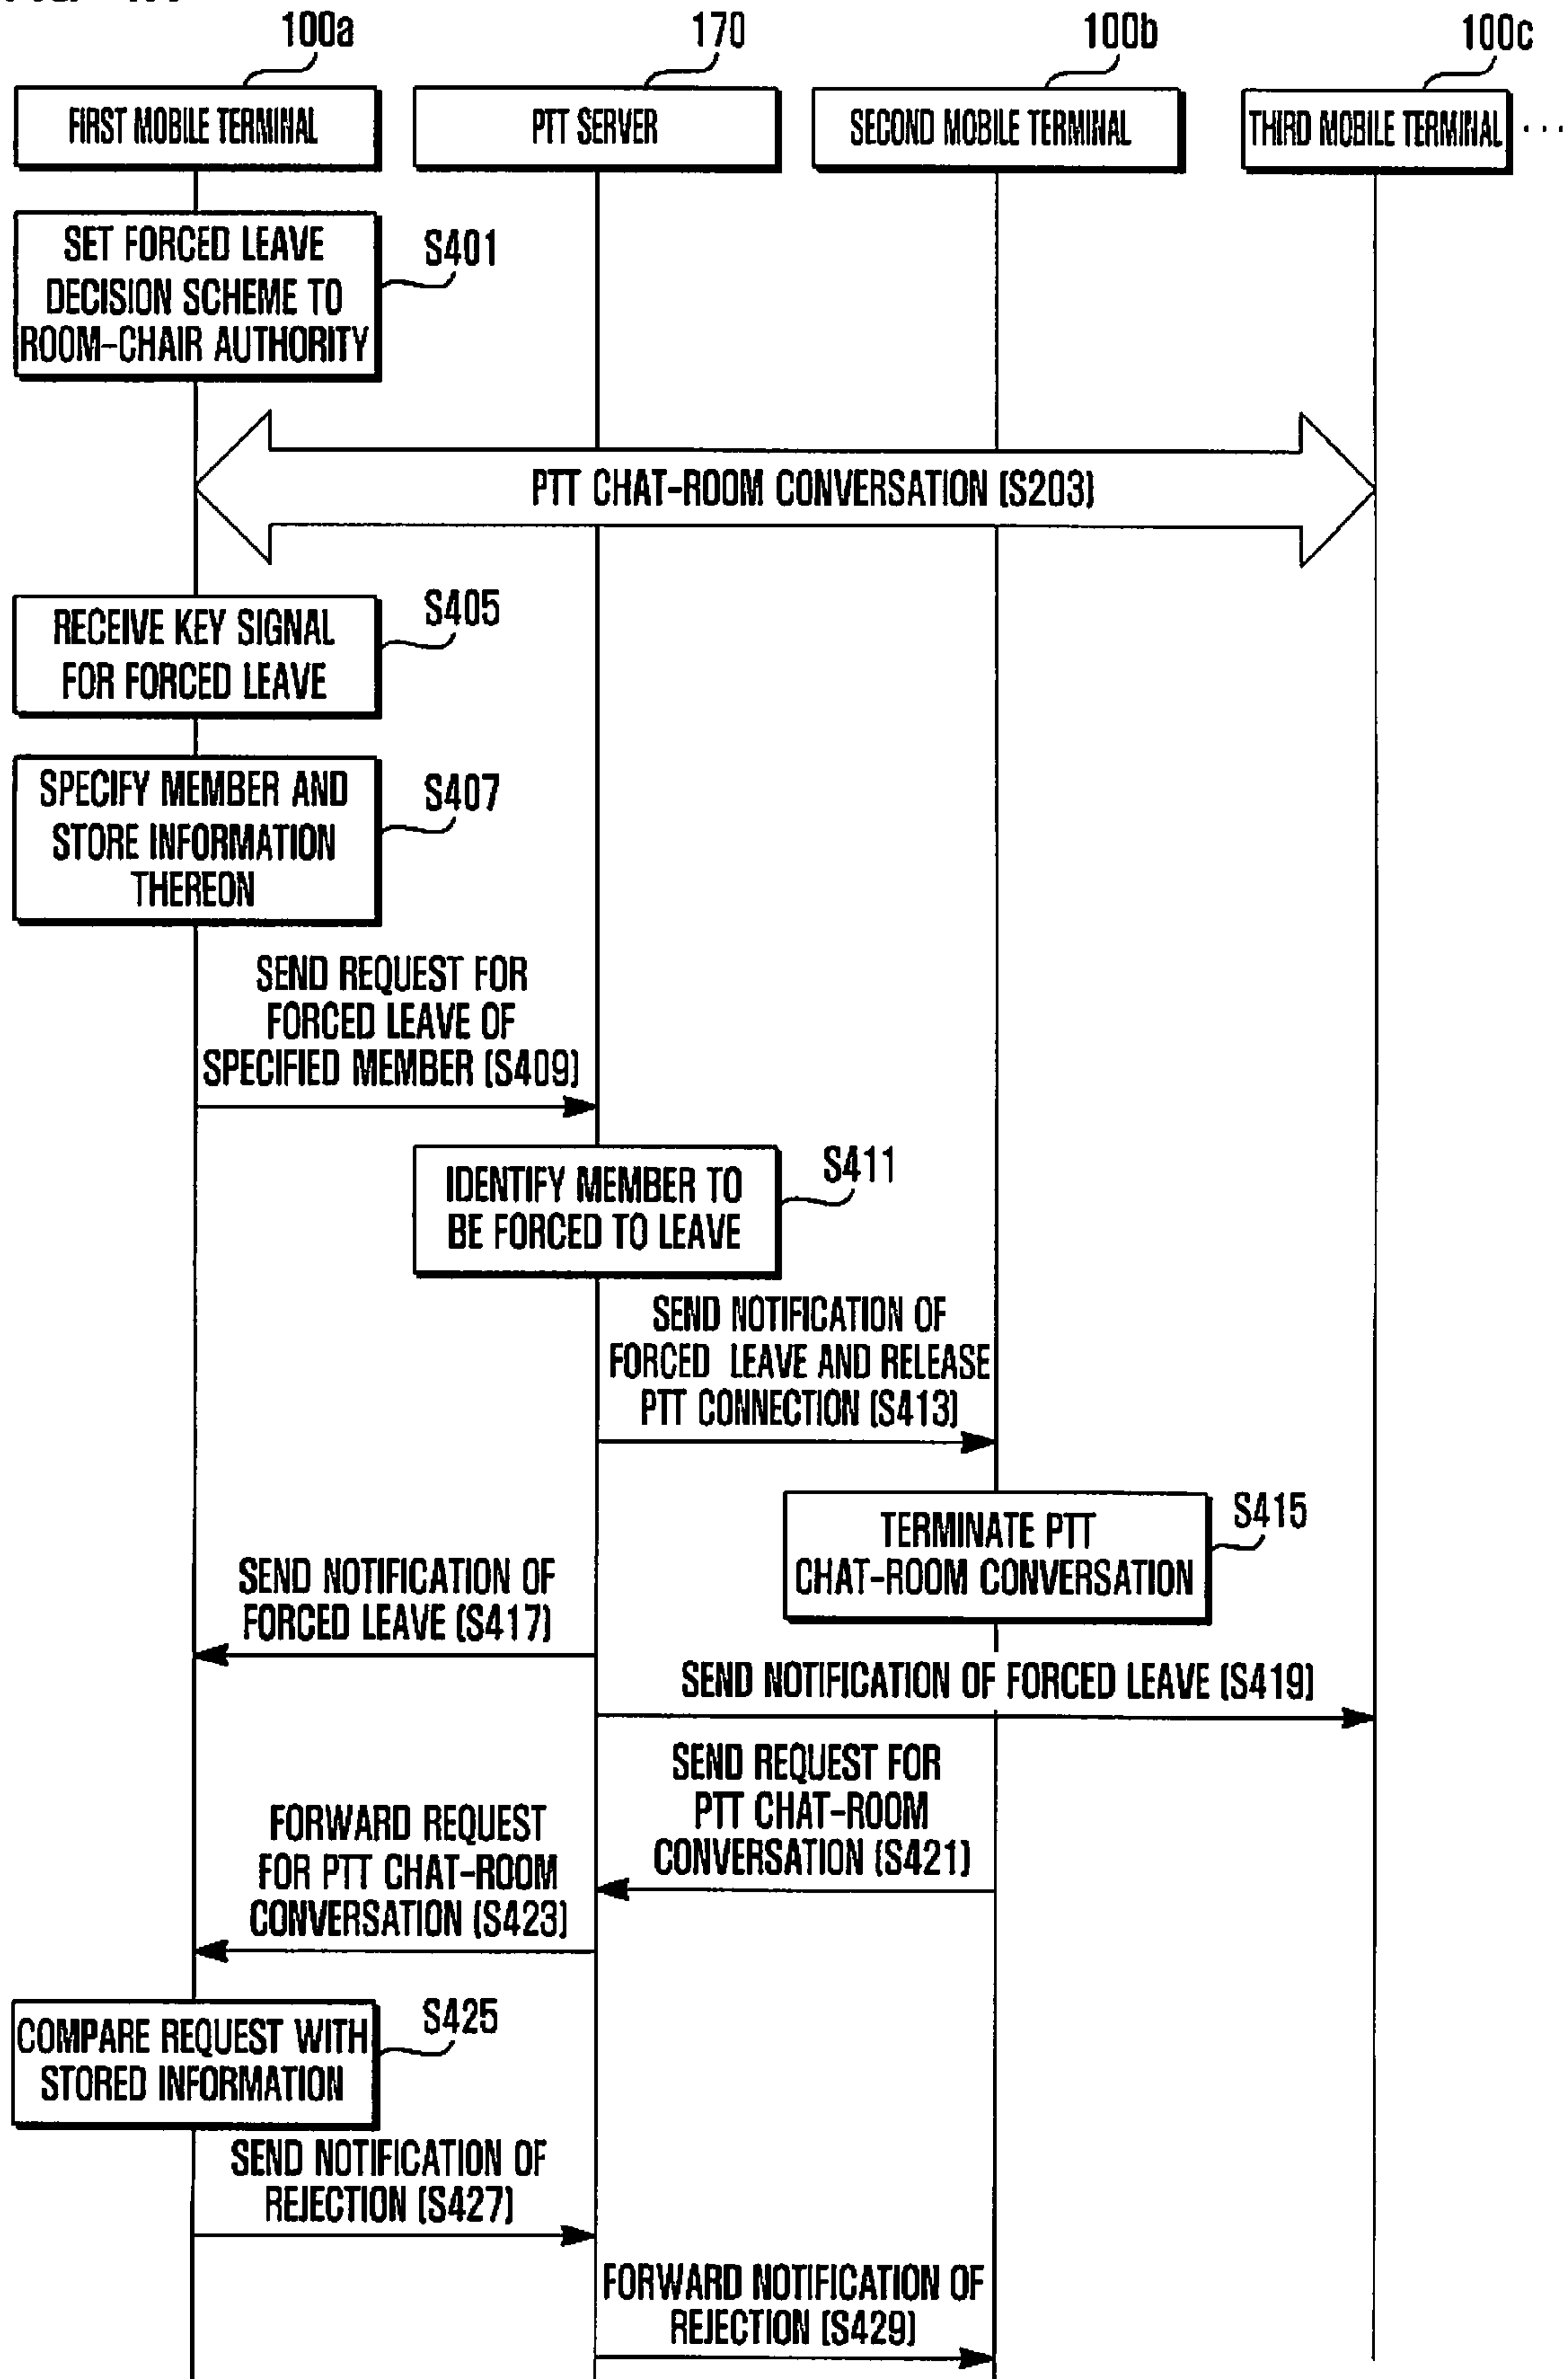 100a
170
100b
100c
FIRST MOBILE TERMINAL
PTT SERVER
SECOND MOBILE TERMINAL
THIRD MOBILE TERMINAL ...
SET FORCED LEAVE
DECISION SCHEME TO
ROOM-CHAIR AUTHORITY
S401
PTT CHAT-ROOM CONVERSATION (S203)
RECEIVE KEY SIGNAL
FOR FORCED LEAVE
S405
SPECIFY MEMBER AND
STORE INFORMATION
THEREON
S407
SEND REQUEST FOR
FORCED LEAVE OF
SPECIFIED MEMBER (S409)
IDENTIFY MEMBER TO
BE FORCED TO LEAVE
S411
SEND NOTIFICATION OF
FORCED LEAVE AND RELEASE
PTT CONNECTION (S413)
TERMINATE PTT
CHAT-ROOM CONVERSATION
S415
SEND NOTIFICATION OF
FORCED LEAVE (S417)
SEND NOTIFICATION OF FORCED LEAVE (S419)
SEND REQUEST FOR
PTT CHAT-ROOM
CONVERSATION (S421)
FORWARD REQUEST
FOR PTT CHAT-ROOM
CONVERSATION (S423)
COMPARE REQUEST WITH
STORED INFORMATION
S425
SEND NOTIFICATION OF
REJECTION (S427)
FORWARD NOTIFICATION OF
REJECTION (S429)